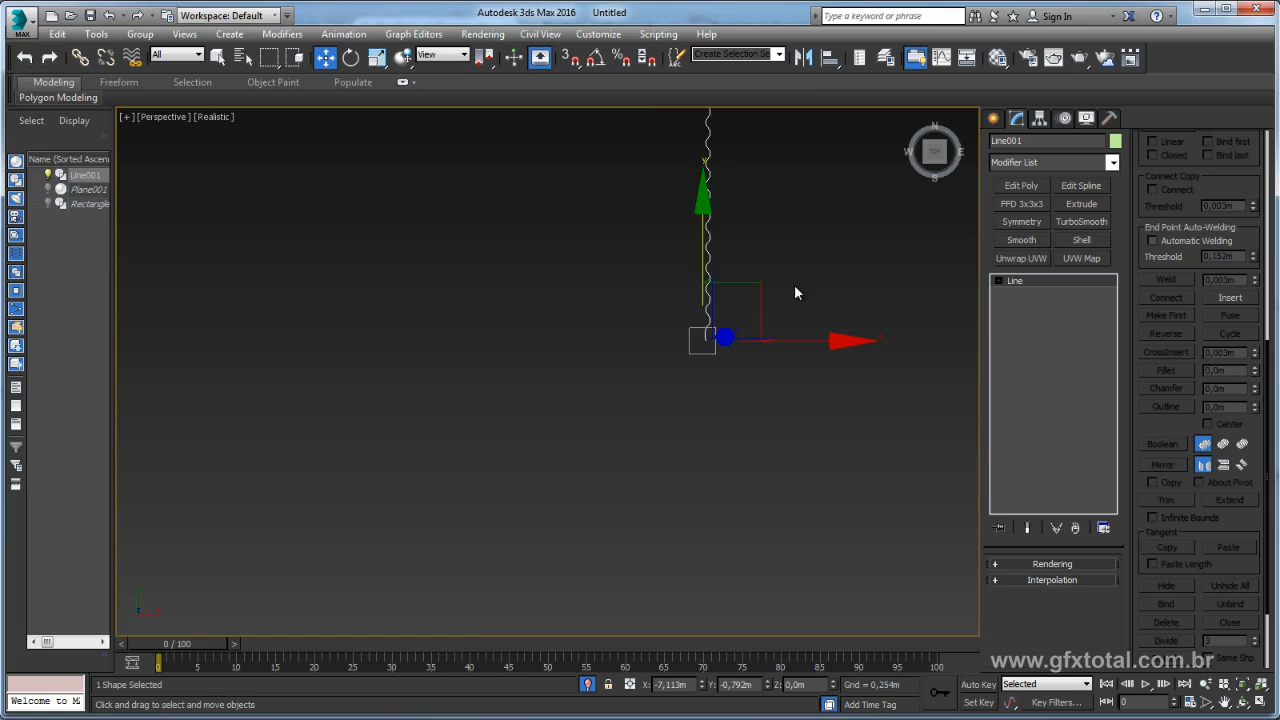 MAX
Workspace: Default
Autodesk 3ds Max 2016 Untitled
Type a keyword or phrase
Sign In
Edit Tools Group Views Create Modifiers Animation Graph Editors Rendering Civil View Customize Scripting Help
All
View
Create Selection Se
Modeling Freeform Selection Object Paint Populate
Polygon Modeling
Select Display
Name (Sorted Ascen
Line001
Plane001
Rectangle
[+] [Perspective] [Realistic]
N
W TOP E
S
y
x
Line001
Modifier List
Edit Poly Edit Spline
FFD 3x3x3 Extrude
Symmetry TurboSmooth
Smooth Shell
Unwrap UVW UVW Map
Line
Rendering
Interpolation
Linear Bind first
Closed Bind last
Connect Copy
Connect
Threshold 0,003m
End Point Auto-Welding
Automatic Welding
Threshold 0,152m
Weld 0,003m
Connect Insert
Make First Fuse
Reverse Cycle
CrossInsert 0,003m
Fillet 0,0m
Chamfer 0,0m
Outline 0,0m
Center
Boolean
Mirror
Copy About Pivot
Trim Extend
Infinite Bounds
Tangent
Copy Paste
Paste Length
Hide Unhide All
Bind Unbind
Delete Close
Divide 3
Show Same Shp
www.gfxtotal.com.br
0 / 100
0 5 10 15 20 25 30 35 40 45 50 55 60 65 70 75 80 85 90 95 100
1 Shape Selected
X: -7,113m Y: -0,792m Z: 0,0m Grid = 0,254m
Auto Key Selected
Welcome to M
Click and drag to select and move objects
Add Time Tag
Set Key Key Filters... 0